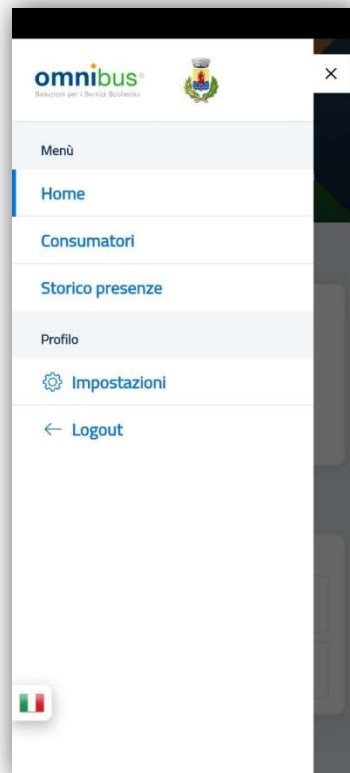 omnibus
Soluzioni per i Servizi Scolastici
Menù
Home
Consumatori
Storico presenze
Profilo
Impostazioni
Logout